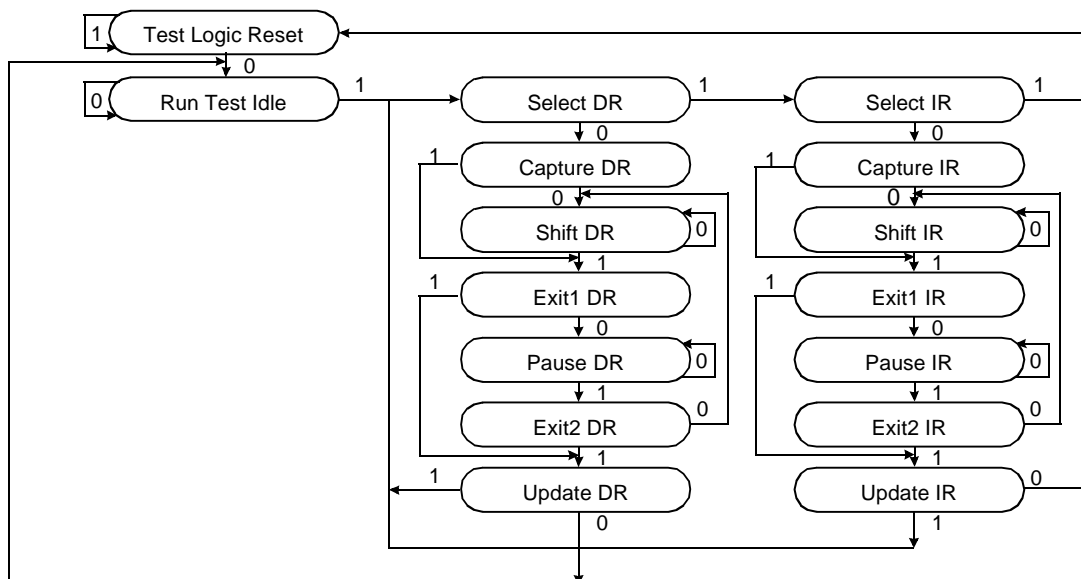 Test Logic Reset
1
0
Run Test Idle
0
1
Select DR
1
Select IR
1
0
0
1
Capture DR
1
Capture IR
0
0
Shift DR
0
Shift IR
0
1
1
1
Exit1 DR
1
Exit1 IR
0
0
Pause DR
0
Pause IR
0
1
1
Exit2 DR
0
Exit2 IR
0
1
1
1
Update DR
Update IR
0
0
1